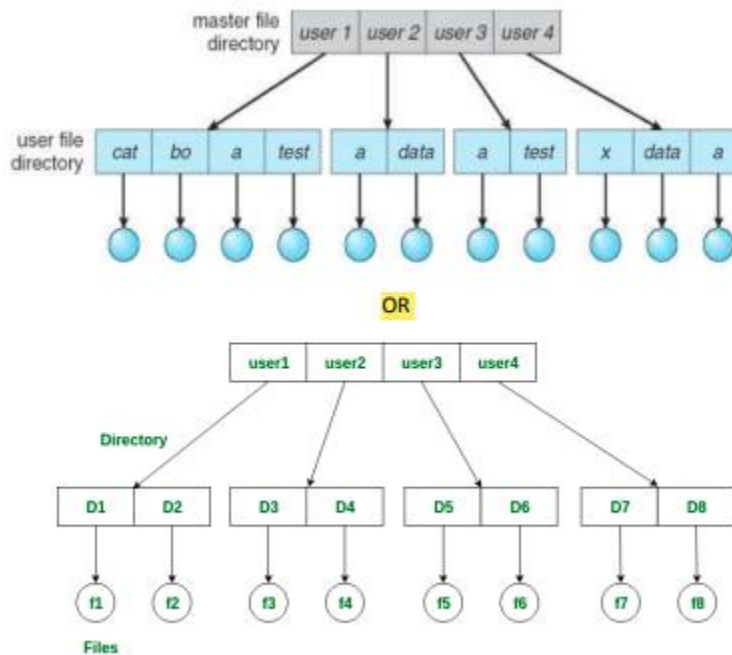 master file directory
user 1 user 2 user 3 user 4
user file directory
cat bo a test a data a test x data a
OR
user1 user2 user3 user4
Directory
D1 D2 D3 D4 D5 D6 D7 D8
f1 f2 f3 f4 f5 f6 f7 f8
Files